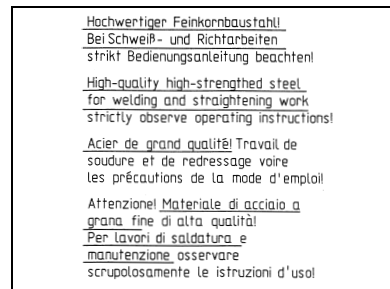 Hochwertiger Feinkornbaustahl!
Bei Schweiß- und Richtarbeiten
strikt Bedienungsanleitung beachten!
High-quality high-strengthed steel
for welding and straightening work
strictly observe operating instructions!
Acier de grand qualité! Travail de
soudure et de redressage voire
les précautions de la mode d'emploi!
Attenzione! Materiale di acciaio a
grana fine di alta qualità!
Per lavori di saldatura e
manutenzione osservare
scrupolosamente le istruzioni d'uso!